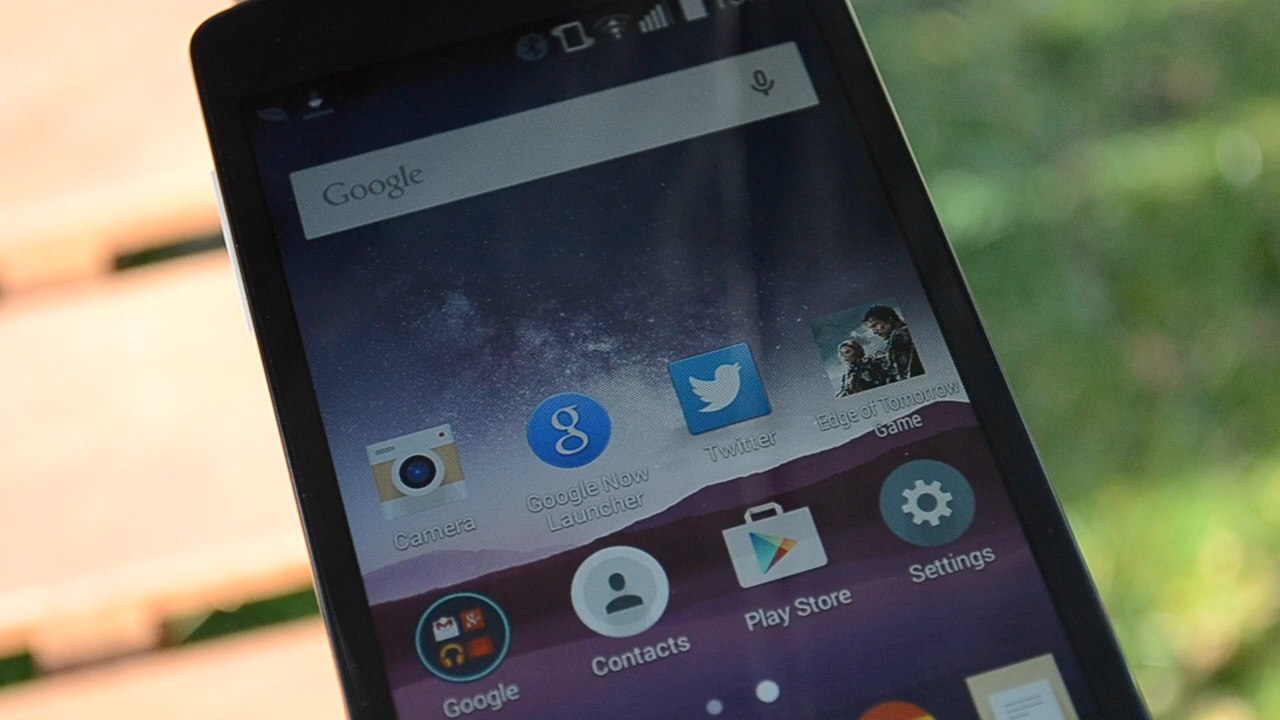 Google
Camera
Google Now
Launcher
Twitter
Edge of Tomorrow
Game
Google
Contacts
Play Store
Settings